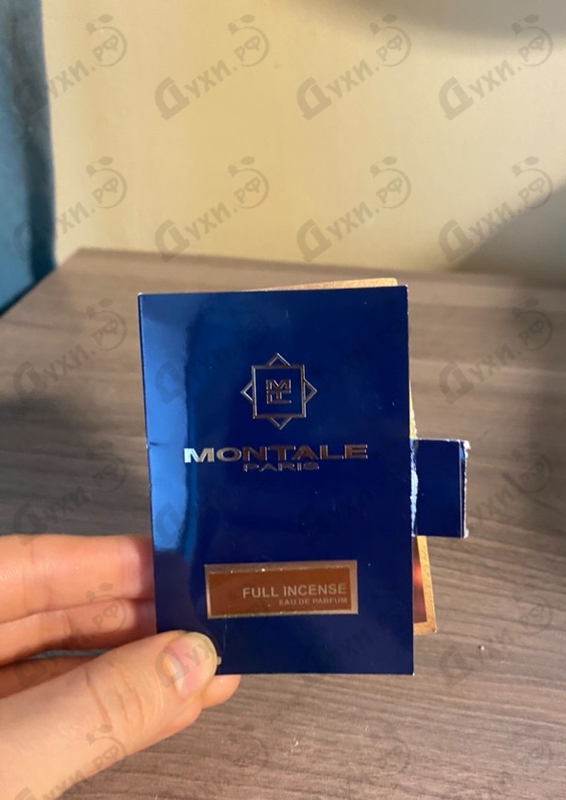 MONTALE
PARIS
FULL INCENSE
EAU DE PARFUM
Духи.рф